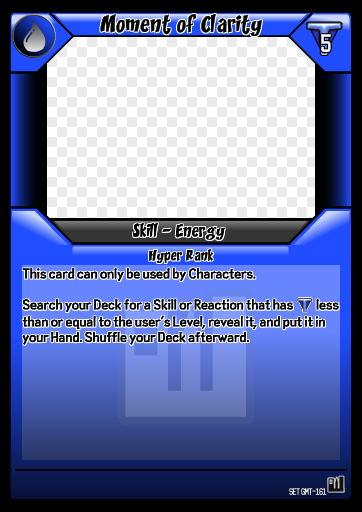 Moment of Clarity
5
Skill - Energy
Hyper Rank
This card can only be used by Characters.
Search your Deck for a Skill or Reaction that has less
than or equal to the user's Level, reveal it, and put it in
your Hand. Shuffle your Deck afterward.
SET GMT-161